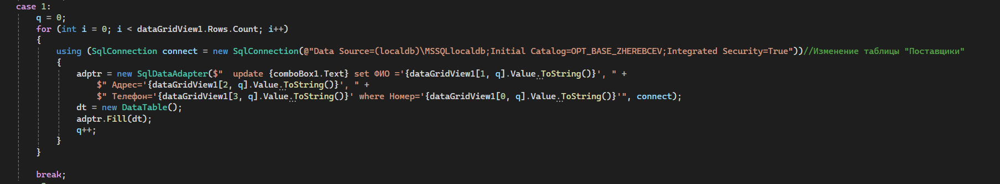 case 1:
q = 0;
for (int i = 0; i < dataGridView1.Rows.Count; i++)
{
using (SqlConnection connect = new SqlConnection(@"Data Source=(localdb)\MSSQLlocaldb;Initial Catalog=OPT_BASE_ZHEREBCEV;Integrated Security=True"))//Изменение таблицы "Поставщики"
{
adptr = new SqlDataAdapter($"  update {comboBox1.Text} set ФИО ='{dataGridView1[1, q].Value.ToString()}', " +
$" Адрес='{dataGridView1[2, q].Value.ToString()}', " +
$" Телефон='{dataGridView1[3, q].Value.ToString()}' where Номер='{dataGridView1[0, q].Value.ToString()}'", connect);
dt = new DataTable();
adptr.Fill(dt);
q++;
}
}
break;